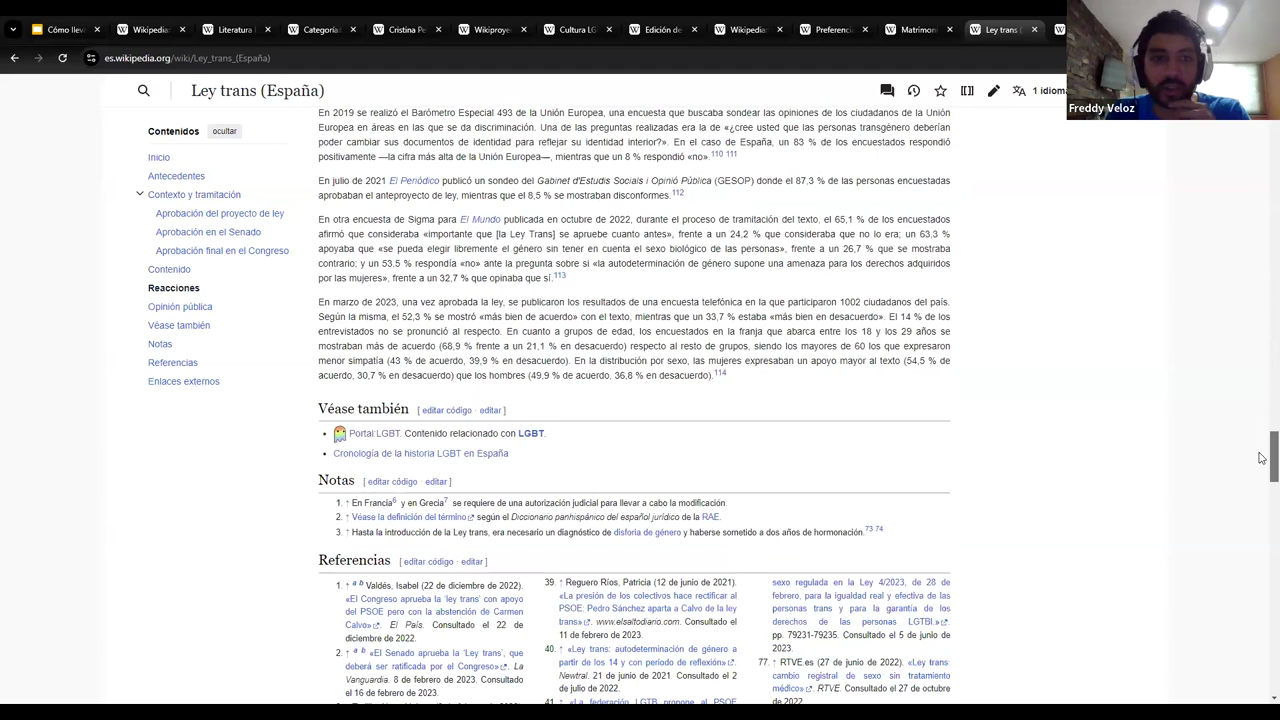 Cómo llev
Wikipedia:
Literatura
Categoría
Cristina Pe
Wikiproye
Cultura LG
Edición de
Wikipedia:
Preferenci
Matrimoni
Ley trans (
es.wikipedia.org/wiki/Ley_trans_(España)
Freddy Veloz
Ley trans (España)
1 idioma
Contenidos
ocultar
Inicio
Antecedentes
Contexto y tramitación
Aprobación del proyecto de ley
Aprobación en el Senado
Aprobación final en el Congreso
Contenido
Reacciones
Opinión pública
Véase también
Notas
Referencias
Enlaces externos
En 2019 se realizó el Barómetro Especial 493 de la Unión Europea, una encuesta que buscaba sondear las opiniones de los ciudadanos de la Unión
Europea en áreas en las que se da discriminación. Una de las preguntas realizadas era la de «¿cree usted que las personas transgénero deberían
poder cambiar sus documentos de identidad para reflejar su identidad interior?». En el caso de España, un 83 % de los encuestados respondió
positivamente —la cifra más alta de la Unión Europea—, mientras que un 8 % respondió «no».110 111
En julio de 2021 El Periódico publicó un sondeo del Gabinet d'Estudis Socials i Opinió Pública (GESOP) donde el 87,3 % de las personas encuestadas
aprobaban el anteproyecto de ley, mientras que el 8,5 % se mostraban disconformes.112
En otra encuesta de Sigma para El Mundo publicada en octubre de 2022, durante el proceso de tramitación del texto, el 65,1 % de los encuestados
afirmó que consideraba «importante que [la Ley Trans] se apruebe cuanto antes», frente a un 24,2 % que consideraba que no lo era; un 63,3 %
apoyaba que «se pueda elegir libremente el género sin tener en cuenta el sexo biológico de las personas», frente a un 26,7 % que se mostraba
contrario; y un 53,5 % respondía «no» ante la pregunta sobre si «la autodeterminación de género supone una amenaza para los derechos adquiridos
por las mujeres», frente a un 32,7 % que opinaba que sí.113
En marzo de 2023, una vez aprobada la ley, se publicaron los resultados de una encuesta telefónica en la que participaron 1002 ciudadanos del país.
Según la misma, el 52,3 % se mostró «más bien de acuerdo» con el texto, mientras que un 33,7 % estaba «más bien en desacuerdo». El 14 % de los
entrevistados no se pronunció al respecto. En cuanto a grupos de edad, los encuestados en la franja que abarca entre los 18 y los 29 años se
mostraban más de acuerdo (68,9 % frente a un 21,1 % en desacuerdo) respecto al resto de grupos, siendo los mayores de 60 los que expresaron
menor simpatía (43 % de acuerdo, 39,9 % en desacuerdo). En la distribución por sexo, las mujeres expresaban un apoyo mayor al texto (54,5 % de
acuerdo, 30,7 % en desacuerdo) que los hombres (49,9 % de acuerdo, 36,8 % en desacuerdo).114
Véase también [ editar código · editar ]
Portal:LGBT. Contenido relacionado con LGBT.
Cronología de la historia LGBT en España
Notas [ editar código · editar ]
1. ↑ En Francia6 y en Grecia7 se requiere de una autorización judicial para llevar a cabo la modificación.
2. ↑ Véase la definición del término según el Diccionario panhispánico del español jurídico de la RAE.
3. ↑ Hasta la introducción de la Ley trans, era necesario un diagnóstico de disforia de género y haberse sometido a dos años de hormonación.73 74
Referencias [ editar código · editar ]
1. ↑ a b Valdés, Isabel (22 de diciembre de 2022).
«El Congreso aprueba la 'ley trans' con apoyo
del PSOE pero con la abstención de Carmen
Calvo». El País. Consultado el 22 de
diciembre de 2022.
2. ↑ a b «El Senado aprueba la 'Ley trans', que
deberá ser ratificada por el Congreso». La
Vanguardia. 8 de febrero de 2023. Consultado
el 16 de febrero de 2023.
39. ↑ Reguero Ríos, Patricia (12 de junio de 2021).
«La presión de los colectivos hace rectificar al
PSOE: Pedro Sánchez aparta a Calvo de la ley
trans». www.elsaltodiario.com. Consultado el
11 de febrero de 2023.
40. ↑ «Ley trans: autodeterminación de género a
partir de los 14 y con período de reflexión».
Newtral. 21 de junio de 2021. Consultado el 2
de julio de 2022.
41. ↑ «La federación LGTB propone al PSOE
sexo regulada en la Ley 4/2023, de 28 de
febrero, para la igualdad real y efectiva de las
personas trans y para la garantía de los
derechos de las personas LGTBI.»
pp. 79231-79235. Consultado el 5 de junio de
2023.
77. ↑ RTVE.es (27 de junio de 2022). «Ley trans:
cambio registral de sexo sin tratamiento
médico». RTVE. Consultado el 27 de octubre
de 2022.